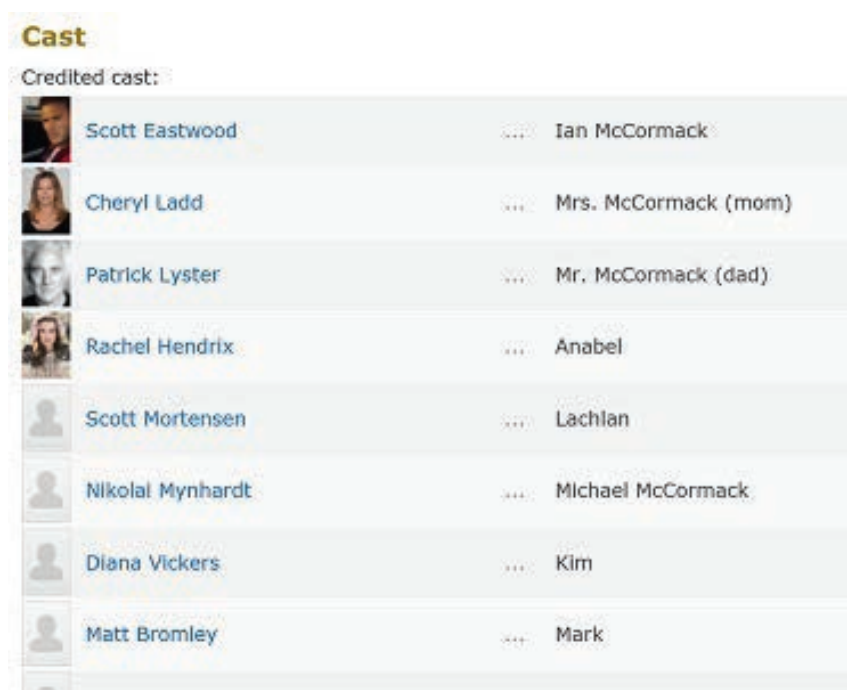 Cast
Credited cast:
Scott Eastwood ... Ian McCormack
Cheryl Ladd ... Mrs. McCormack (mom)
Patrick Lyster ... Mr. McCormack (dad)
Rachel Hendrix ... Anabel
Scott Mortensen ... Lachlan
Nikolai Mynhardt ... Michael McCormack
Diana Vickers ... Kim
Matt Bromley ... Mark